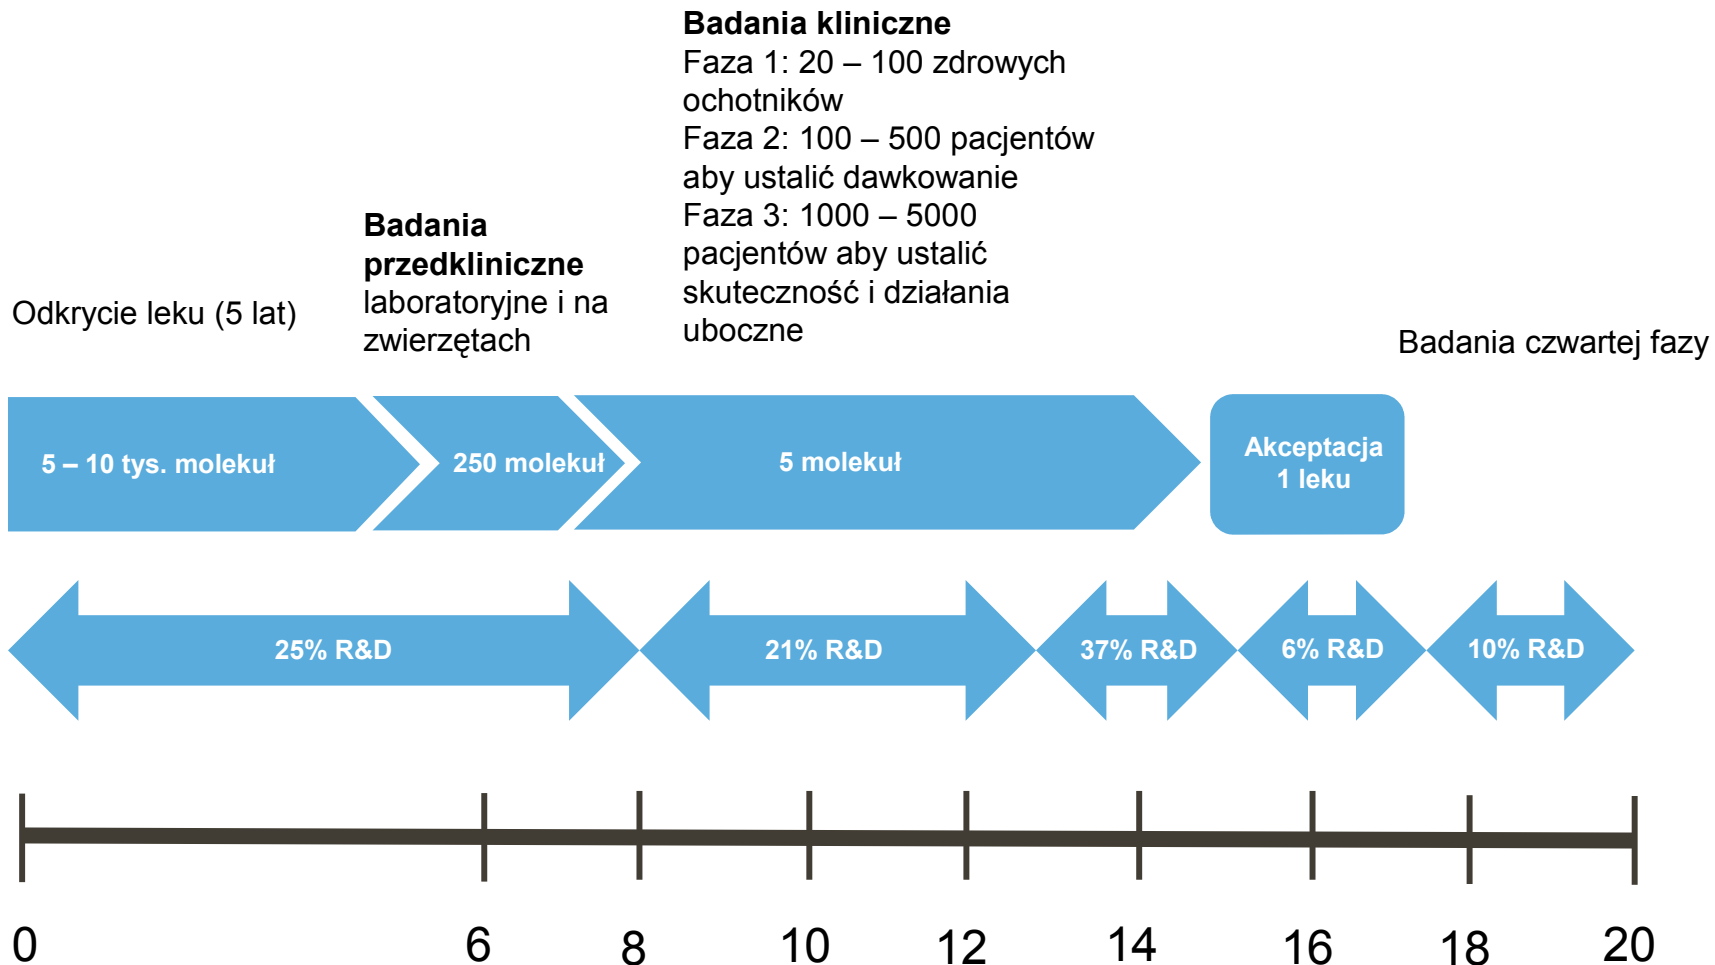 Badania kliniczne
Faza 1: 20 – 100 zdrowych
ochotników
Faza 2: 100 – 500 pacjentów
aby ustalić dawkowanie
Faza 3: 1000 – 5000
pacjentów aby ustalić
skuteczność i działania
uboczne
Badania
przedkliniczne
laboratoryjne i na
zwierzętach
Odkrycie leku (5 lat)
Badania czwartej fazy
5 – 10 tys. molekuł
250 molekuł
5 molekuł
Akceptacja
1 leku
25% R&D
21% R&D
37% R&D
6% R&D
10% R&D
0
6
8
10
12
14
16
18
20